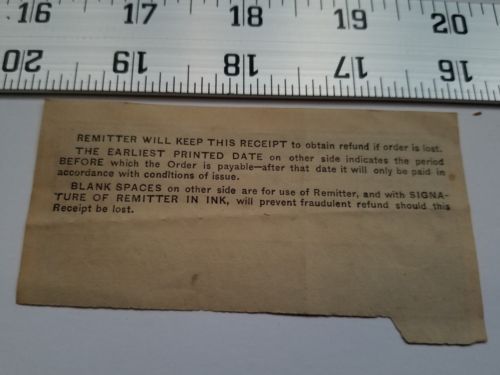 16 17 18 19 20
20 19 18 17 16
REMITTER WILL KEEP THIS RECEIPT to obtain refund if order is lost.
THE EARLIEST PRINTED DATE on other side indicates the period
BEFORE which the Order is payable—after that date it will only be paid in
accordance with conditions of issue.
BLANK SPACES on other side are for use of Remitter, and with SIGNA-
TURE OF REMITTER IN INK, will prevent fraudulent refund should this
Receipt be lost.